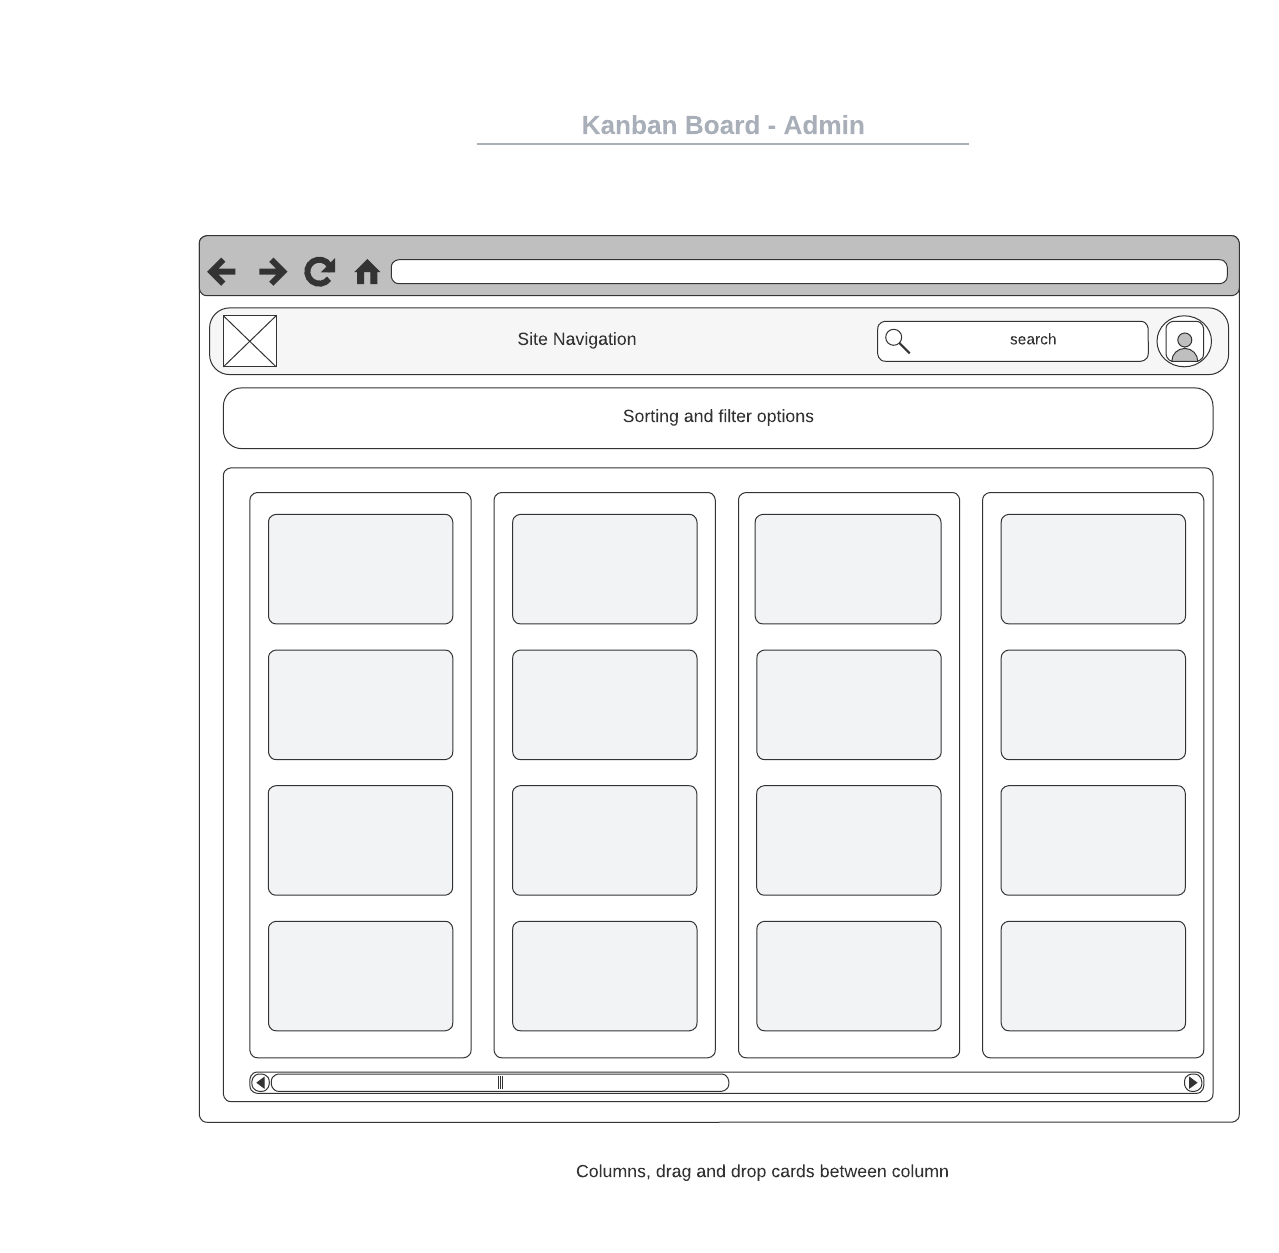 Kanban Board - Admin
Site Navigation
search
Sorting and filter options
Columns, drag and drop cards between column